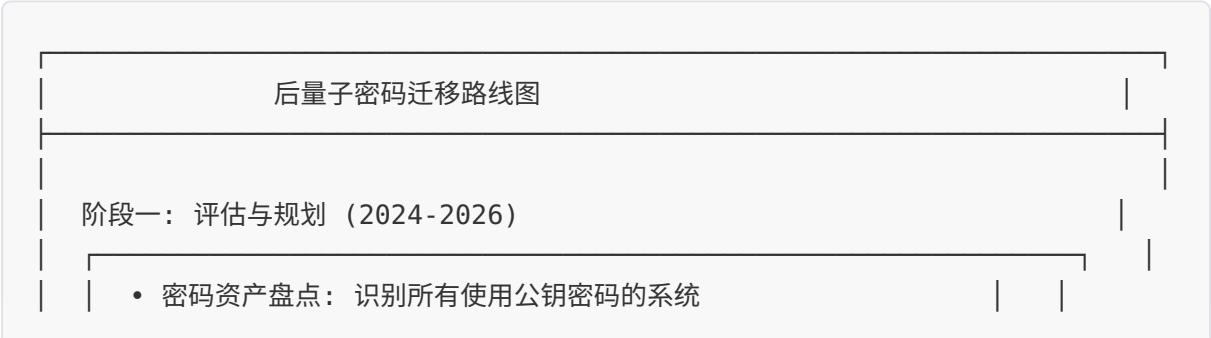 后量子密码迁移路线图
阶段一: 评估与规划 (2024-2026)
• 密码资产盘点: 识别所有使用公钥密码的系统